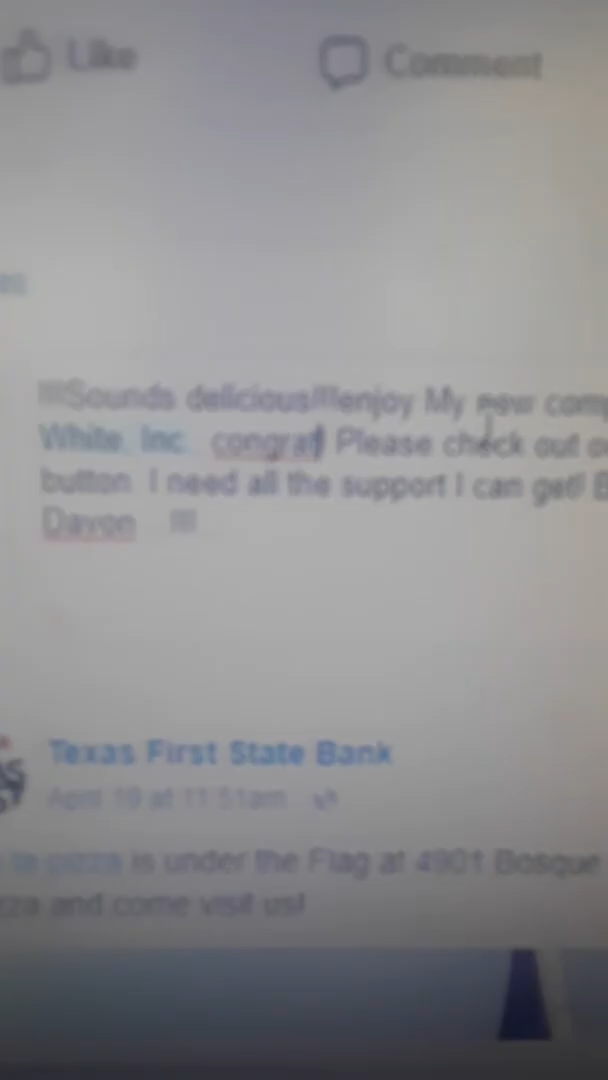 Like Comment
!!!!Sounds delicious!!!!enjoy My new
White, Inc. congrat Please check out
button. I need all the support I can get!
Davon !!!!
Texas First State Bank
April 19 at 11:51am
pizza is under the Flag at 4901 Bosque
and come visit us!